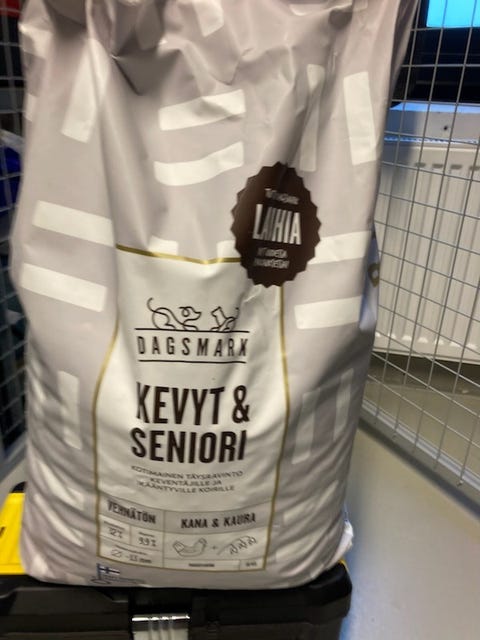 LAIHIA
DAGSMARK
KEVYT &
SENIORI
KOTIMAINEN TÄYSRAVINTO
KEVENTÄJILLE JA
IKÄÄNTYVILLE KOIRILLE
VEHNÄTÖN
KANA & KAURA